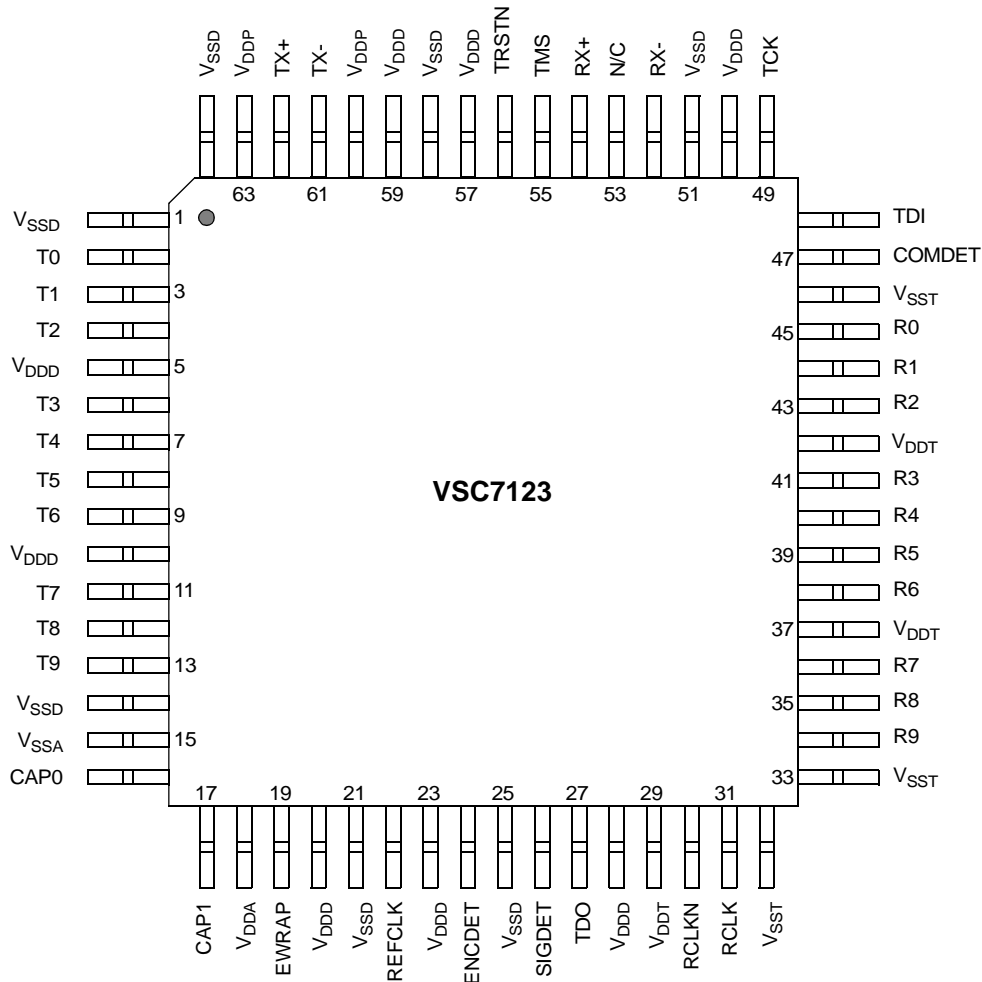 VSSD VDDP TX+ TX- VDDP VDDD VSSD VDDD TRSTN TMS RX+ N/C RX- VSSD VDDD TCK
63 61 59 57 55 53 51 49
VSSD 1 TDI
T0 47 COMDET
T1 3 VSST
T2 45 R0
VDDD 5 R1
T3 43 R2
T4 7 VDDT
T5 41 R3
T6 9 R4
VSC7123
VDDD 39 R5
T7 11 R6
T8 37 VDDT
T9 13 R7
VSSD 35 R8
VSSA 15 R9
CAP0 33 VSST
17 19 21 23 25 27 29 31
CAP1 VDDA EWRAP VDDD VSSD REFCLK VDDD ENCDET VSSD SIGDET TDO VDDD VDDT RCLKN RCLK VSST